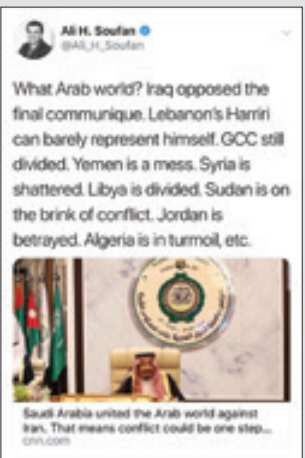 Ali H. Soufan
@Ali_H_Soufan
What Arab world? Iraq opposed the
final communique. Lebanon's Harriri
can barely represent himself. GCC still
divided. Yemen is a mess. Syria is
shattered. Libya is divided. Sudan is on
the brink of conflict. Jordan is
betrayed. Algeria is in turmoil, etc.
Saudi Arabia united the Arab world against
Iran. That means conflict could be one step...
cnn.com